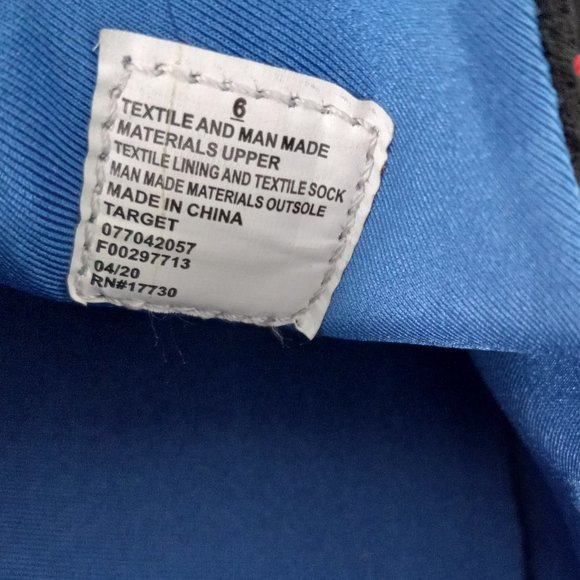 6
TEXTILE AND MAN MADE
MATERIALS UPPER
TEXTILE LINING AND TEXTILE SOCK
MAN MADE MATERIALS OUTSOLE
MADE IN CHINA
TARGET
077042057
F00297713
04/20
RN#17730